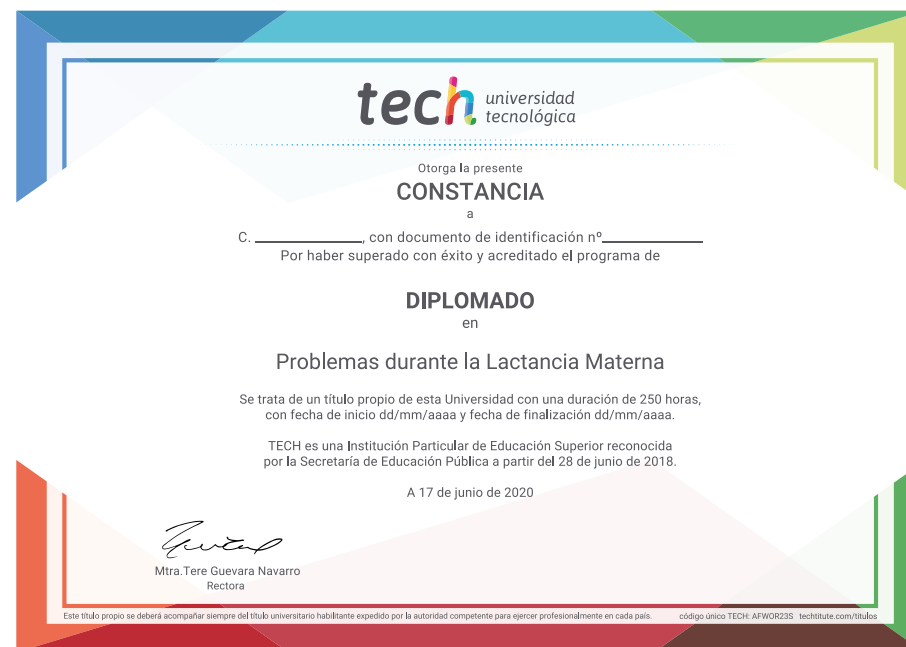 tech universidad
tecnológica
Otorga la presente
CONSTANCIA
a
C. ____________, con documento de identificación nº____________
Por haber superado con éxito y acreditado el programa de
DIPLOMADO
en
Problemas durante la Lactancia Materna
Se trata de un título propio de esta Universidad con una duración de 250 horas,
con fecha de inicio dd/mm/aaaa y fecha de finalización dd/mm/aaaa.
TECH es una Institución Particular de Educación Superior reconocida
por la Secretaría de Educación Pública a partir del 28 de junio de 2018.
A 17 de junio de 2020
Mtra.Tere Guevara Navarro
Rectora
Este título propio se deberá acompañar siempre del título universitario habilitante expedido por la autoridad competente para ejercer profesionalmente en cada país. código único TECH: AFWOR23S techtitute.com/titulos